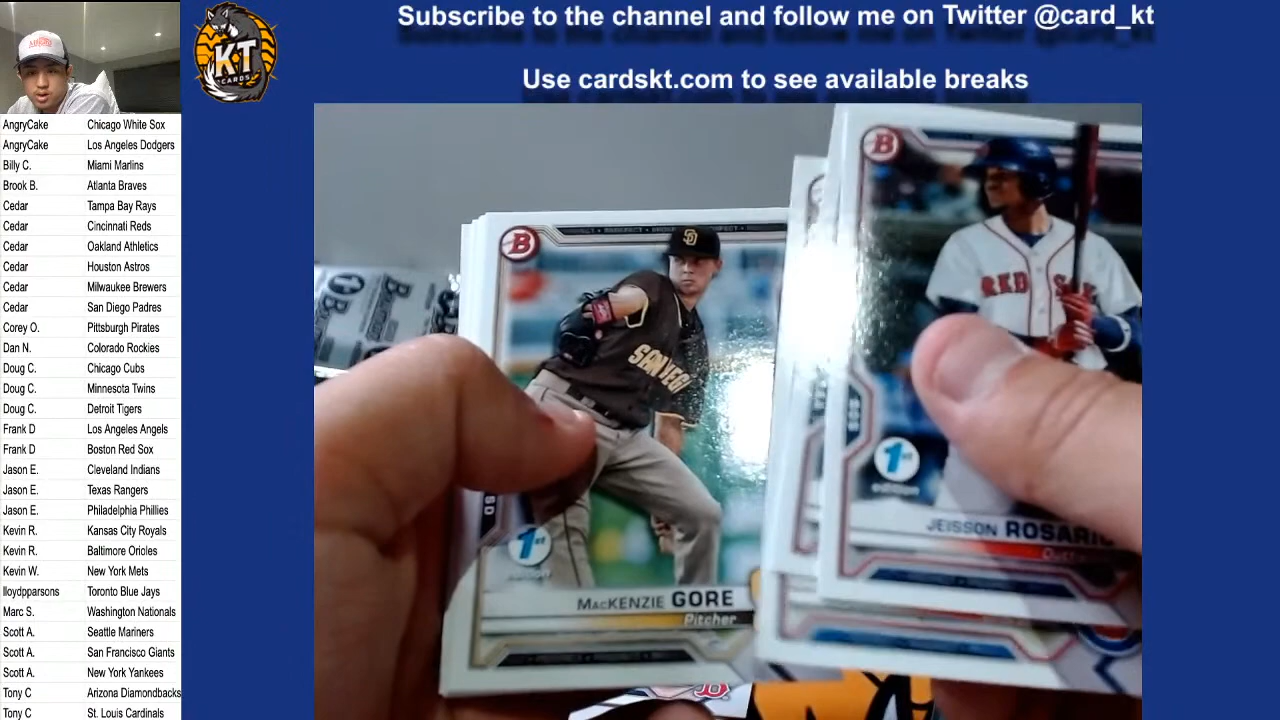 Subscribe to the channel and follow me on Twitter @card_kt
Use cardskt.com to see available breaks
KT
CARDS
AngryCake Chicago White Sox
AngryCake Los Angeles Dodgers
Billy C. Miami Marlins
Brook B. Atlanta Braves
Cedar Tampa Bay Rays
Cedar Cincinnati Reds
Cedar Oakland Athletics
Cedar Houston Astros
Cedar Milwaukee Brewers
Cedar San Diego Padres
Corey O. Pittsburgh Pirates
Dan N. Colorado Rockies
Doug C. Chicago Cubs
Doug C. Minnesota Twins
Doug C. Detroit Tigers
Frank D Los Angeles Angels
Frank D Boston Red Sox
Jason E. Cleveland Indians
Jason E. Texas Rangers
Jason E. Philadelphia Phillies
Kevin R. Kansas City Royals
Kevin R. Baltimore Orioles
Kevin W. New York Mets
lloydpparsons Toronto Blue Jays
Marc S. Washington Nationals
Scott A. Seattle Mariners
Scott A. San Francisco Giants
Scott A. New York Yankees
Tony C Arizona Diamondbacks
Tony C St. Louis Cardinals
B
SD
1st
MACKENZIE GORE
Pitcher
B
RED
BOS
1st
JEISSON ROSARIO